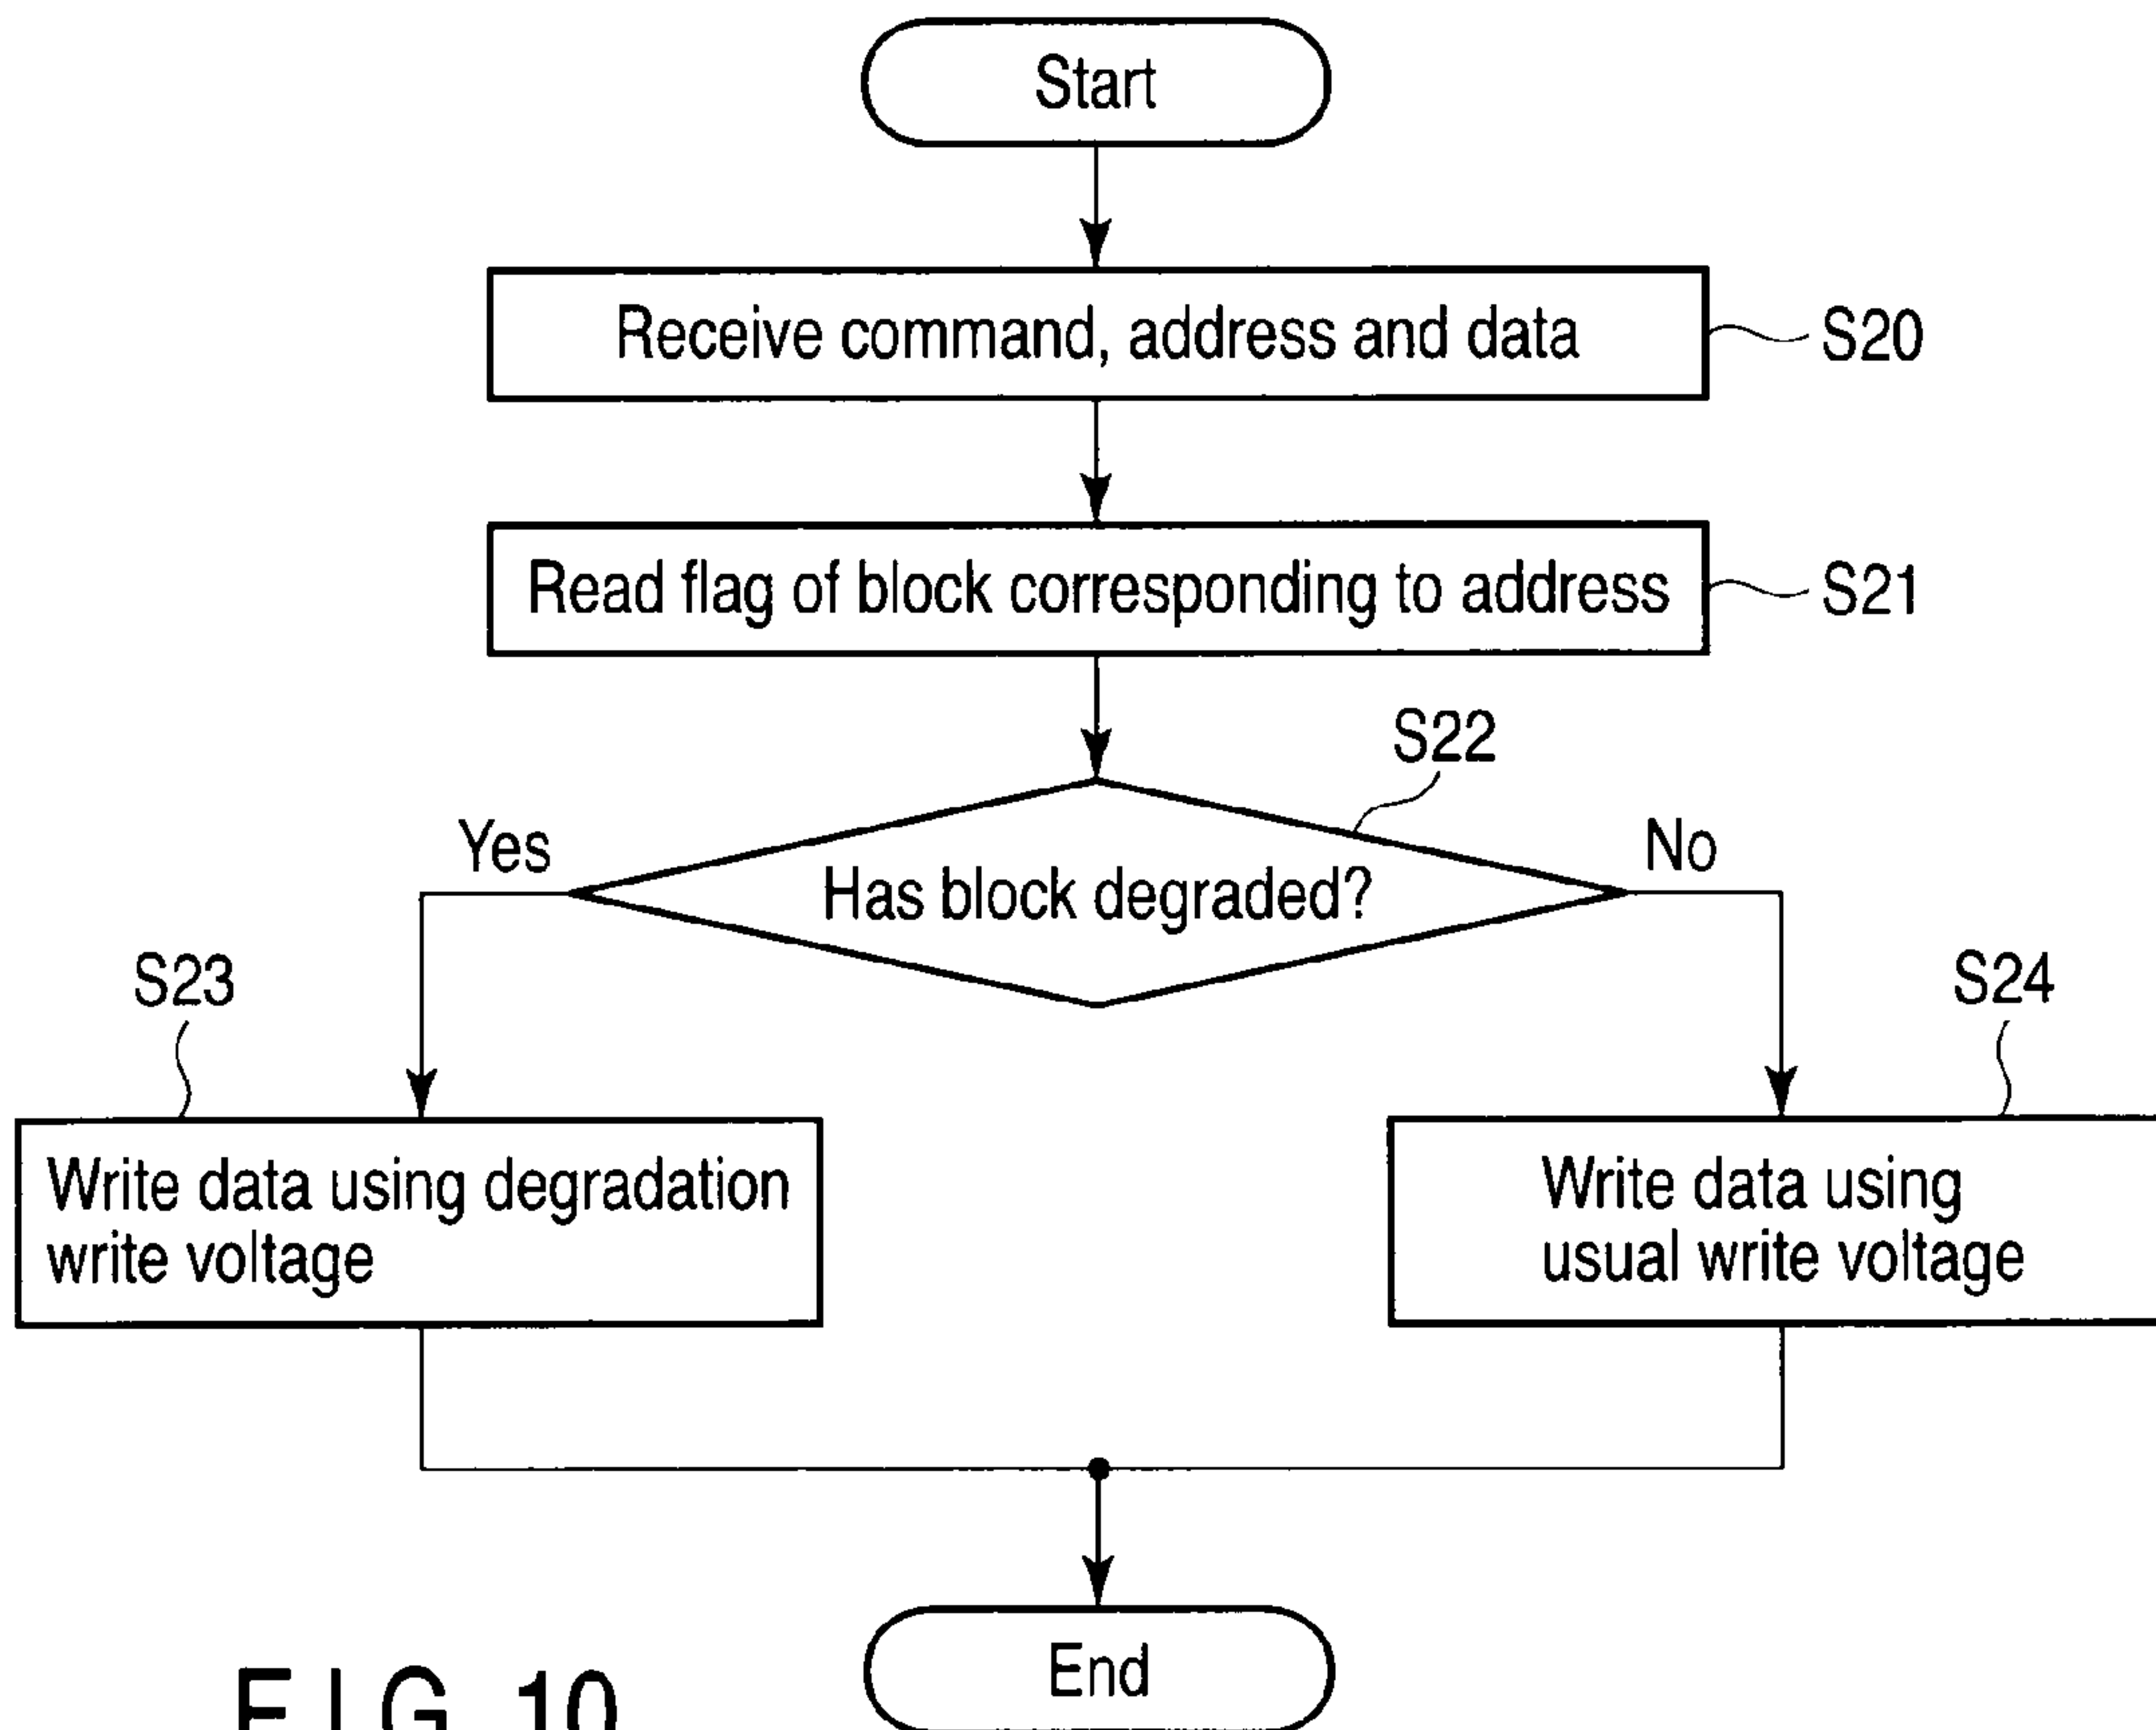 Start
Receive command, address and data
S20
Read flag of block corresponding to address
S21
S22
Yes
No
Has block degraded?
S23
S24
Write data using degradation
write voltage
Write data using
usual write voltage
End
FIG. 10